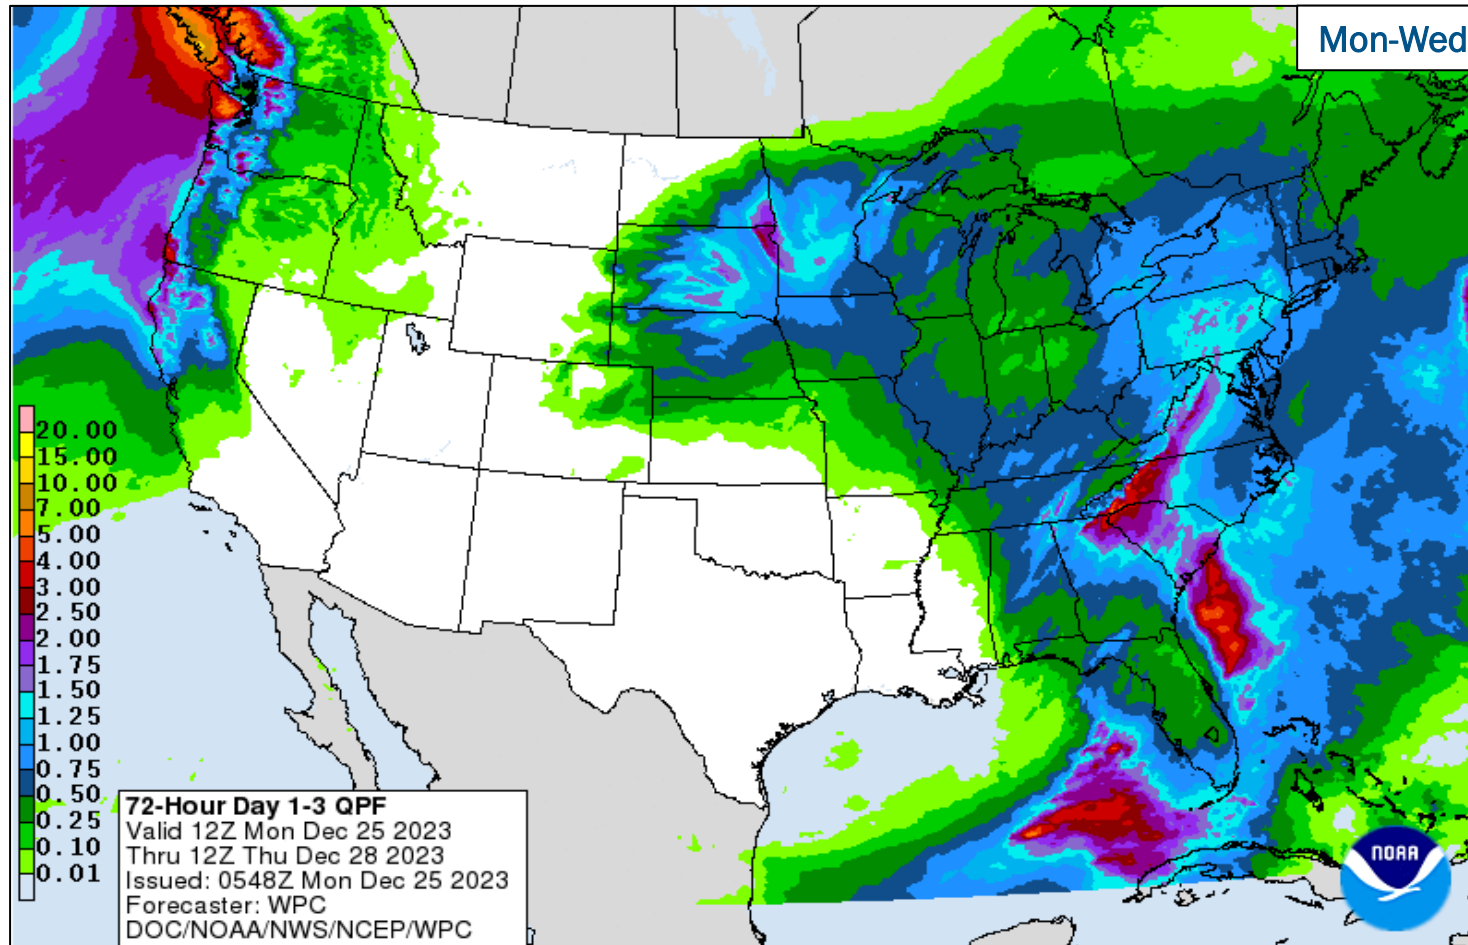 Mon-Wed
20.00
15.00
10.00
7.00
5.00
4.00
3.00
2.50
2.00
1.75
1.50
1.25
1.00
0.75
0.50
0.25
0.10
0.01
72-Hour Day 1-3 QPF
Valid 12Z Mon Dec 25 2023
Thru 12Z Thu Dec 28 2023
Issued: 0548Z Mon Dec 25 2023
Forecaster: WPC
DOC/NOAA/NWS/NCEP/WPC
NOAA